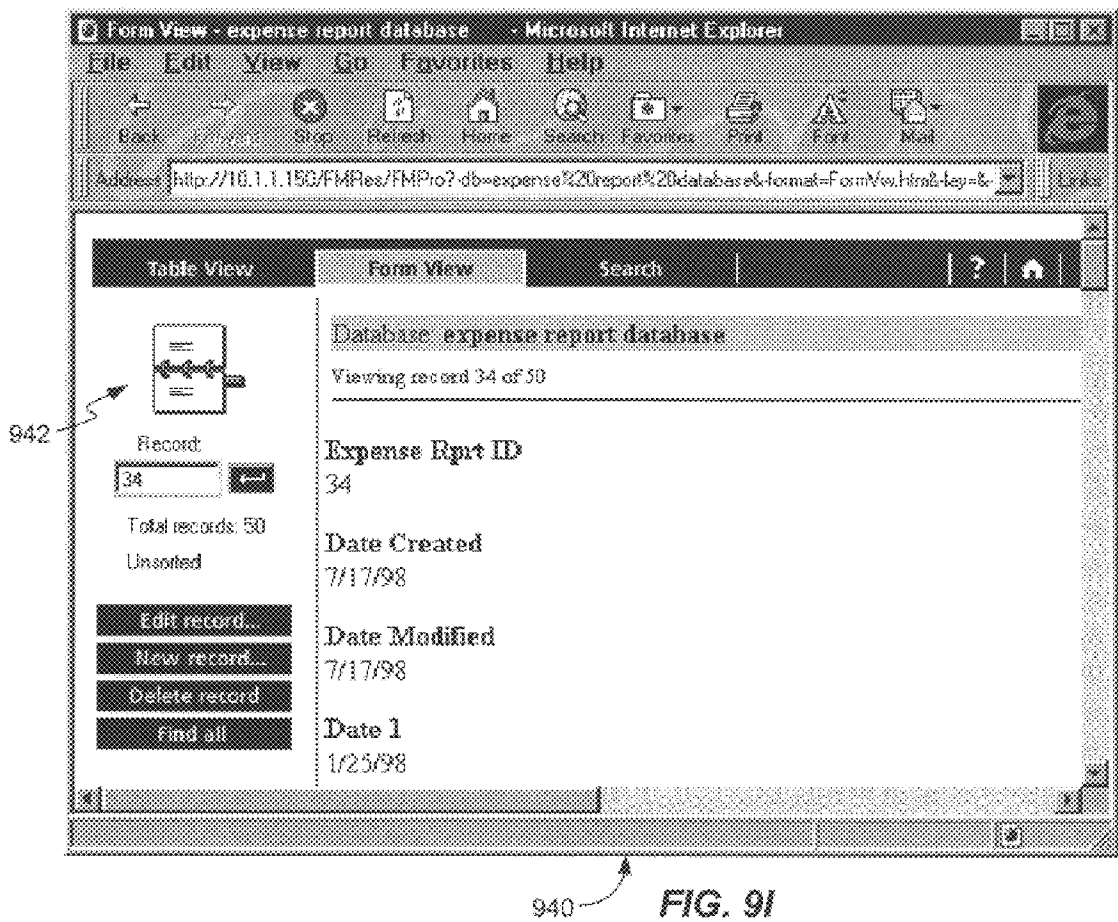 Form View - expense report database - Microsoft Internet Explorer
File Edit View Go Favorites Help
Back Forward Stop Refresh Home Search Favorites Print Font Mail
Address http://10.1.1.150/FMRes/FMPro?-db=expense%20report%20database&-format=FormVw.htm&-lay=&- Links
Table View Form View Search ?
Database expense report database
Viewing record 34 of 50
942
Record:
34
Total records: 50
Unsorted
Edit record...
New record...
Delete record
Find all
Expense Rprt ID
34
Date Created
7/17/98
Date Modified
7/17/98
Date 1
1/25/98
940
FIG. 9I